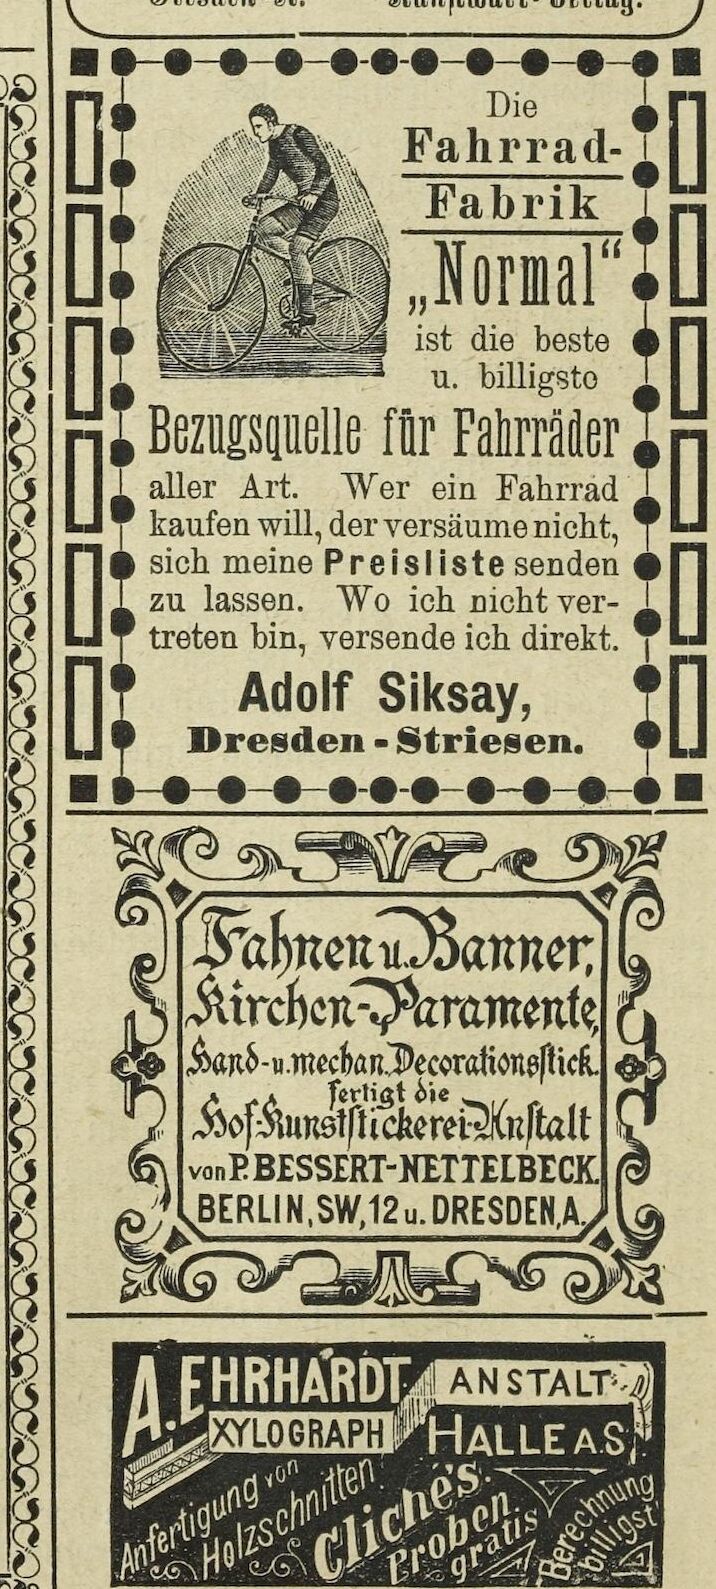 Die
Fahrrad-
Fabrik
„Normal“
ist die beste
u. billigste
Bezugsquelle für Fahrräder
aller Art. Wer ein Fahrrad
kaufen will, der versäume nicht,
sich meine Preisliste senden
zu lassen. Wo ich nicht ver-
treten bin, versende ich direkt.
Adolf Siksay,
Dresden-Striesen.
Fahnen u. Banner,
Kirchen-Paramente,
Hand- u. mechan. Decorationsstick.
fertigt die
Hof-Kunststickerei-Anstalt
von P. BESSERT-NETTELBECK.
BERLIN, SW, 12 u. DRESDEN, A.
A. EHRHARDT
XYLOGRAPH
ANSTALT
HALLE A.S.
Anfertigung von
Holzschnitten
Clichés.
Proben
gratis
Berechnung
billigst